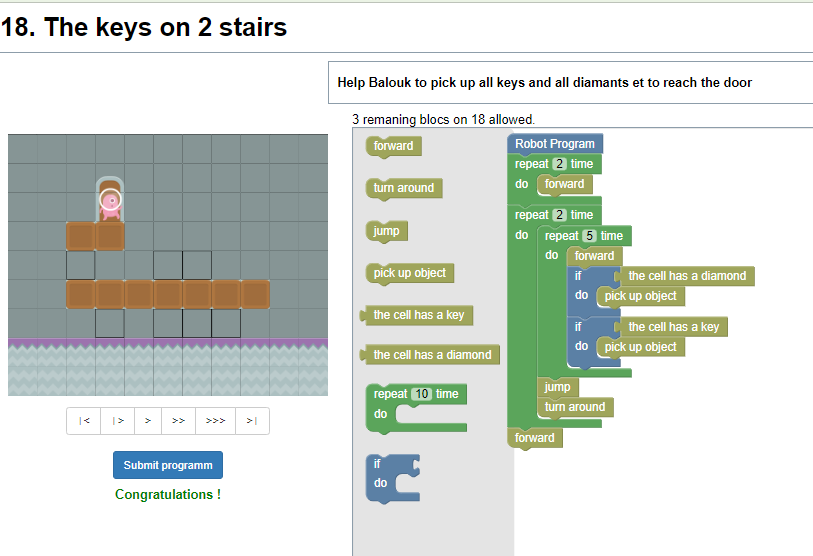 18. The keys on 2 stairs
Help Balouk to pick up all keys and all diamants et to reach the door
3 remaning blocs on 18 allowed.
forward
turn around
jump
pick up object
the cell has a key
the cell has a diamond
repeat 10 time
do
if
do
Robot Program
repeat 2 time
do forward
repeat 2 time
do repeat 5 time
do forward
if the cell has a diamond
do pick up object
if the cell has a key
do pick up object
jump
turn around
forward
|< |> > >> >>> >|
Submit programm
Congratulations !